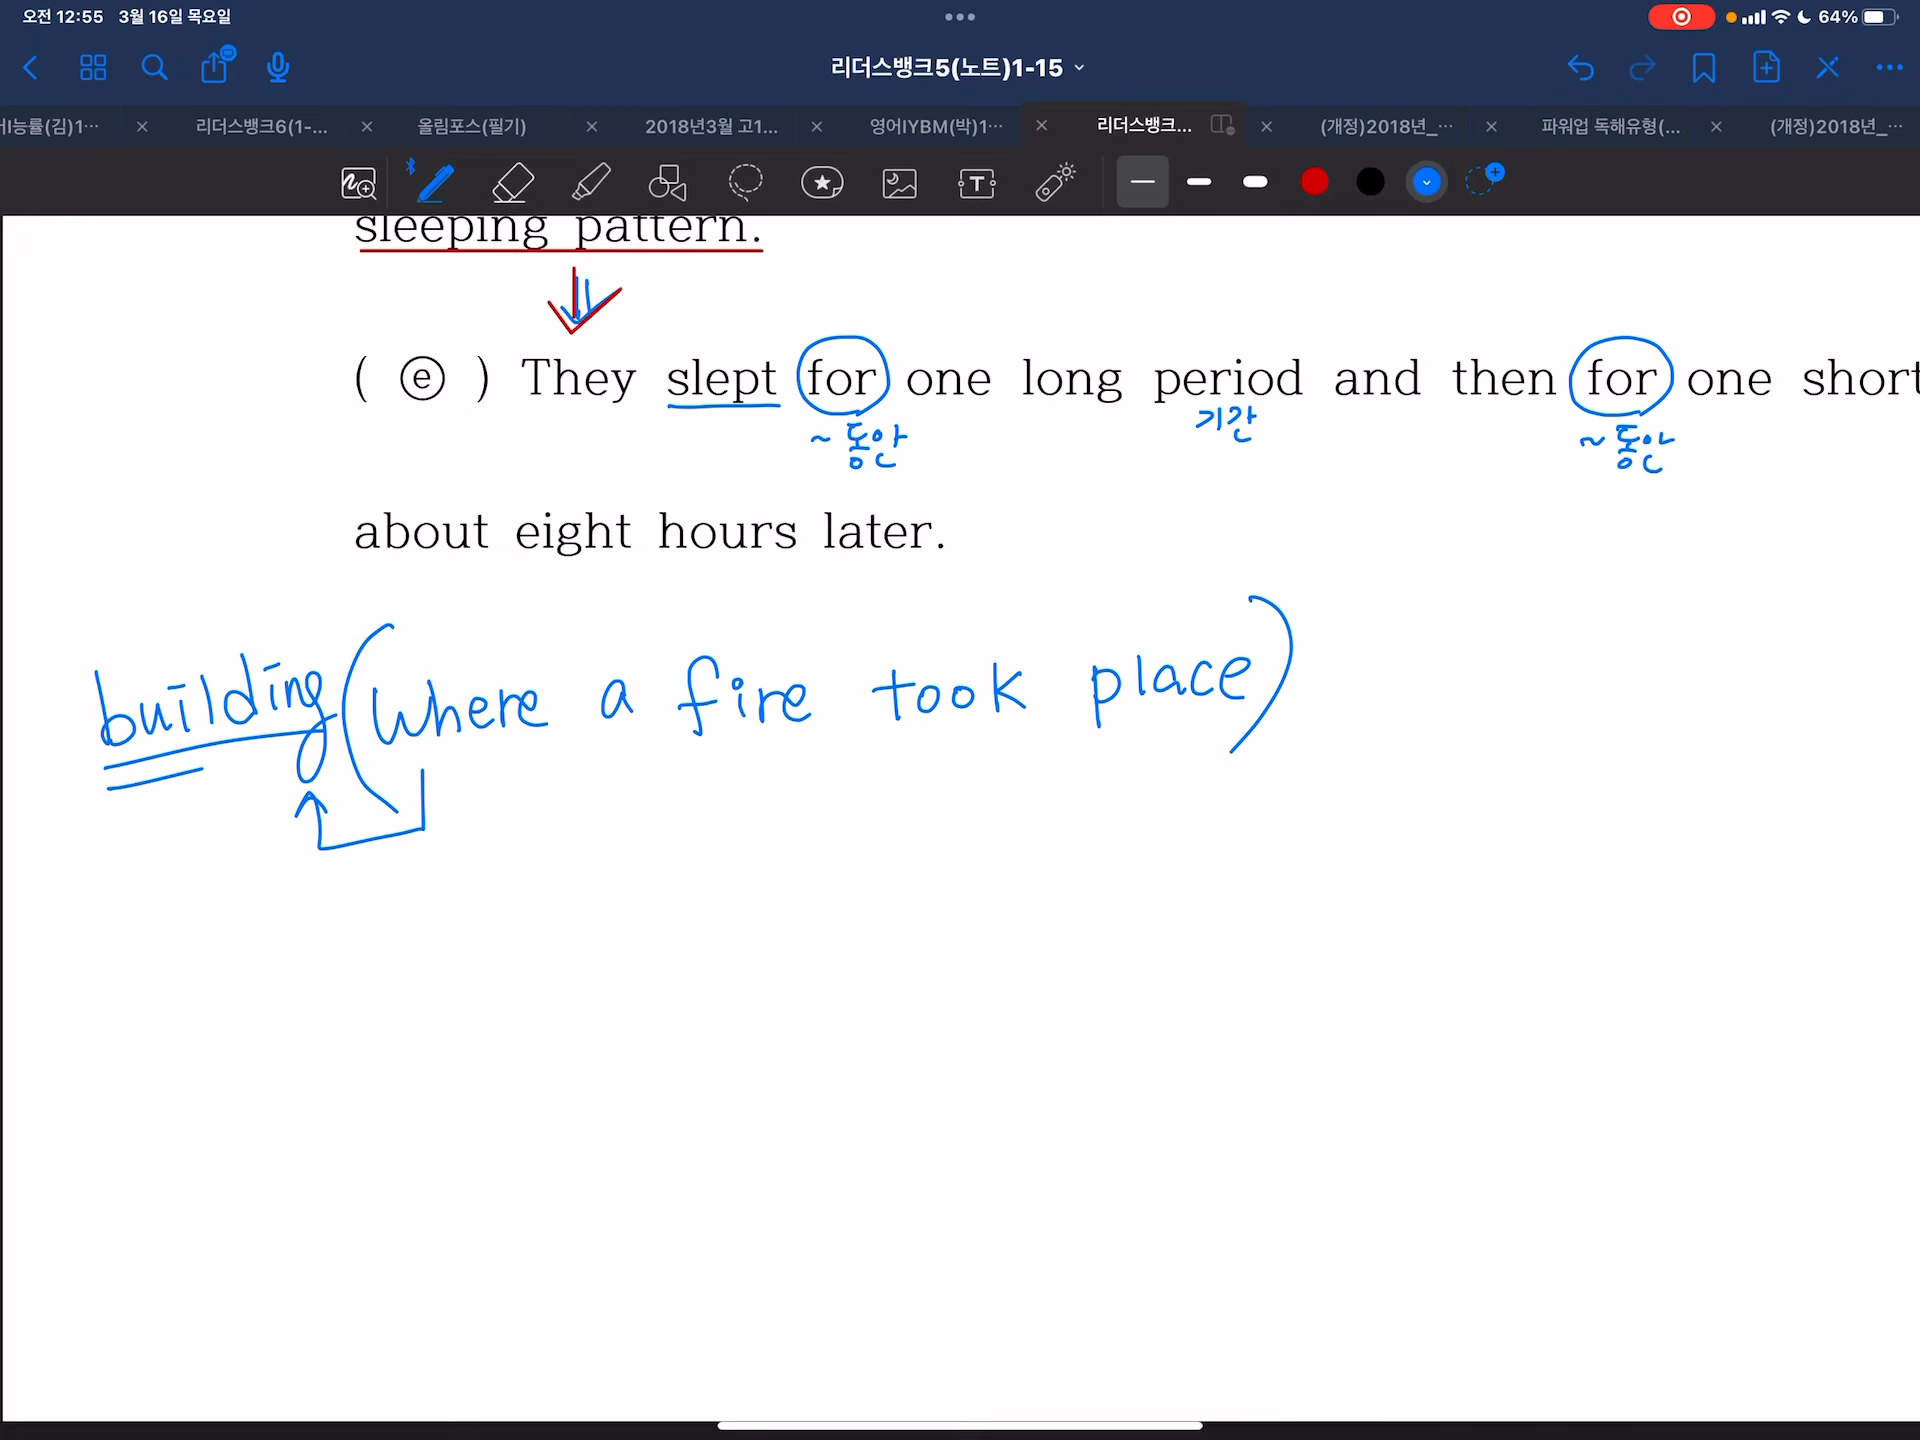 오전 12:55 3월 16일 목요일 64%
리더스뱅크5(노트)1-15
능률(김)1… 리더스뱅크6(1-... 올림포스(필기) 2018년3월 고1... 영어IYBM(박)1… 리더스뱅크... (개정)2018년_… 파워업 독해유형(... (개정)2018년_…
sleeping pattern.
( ⓔ ) They slept for one long period and then for one short
~동안 기간 ~동안
about eight hours later.
building (where a fire took place)